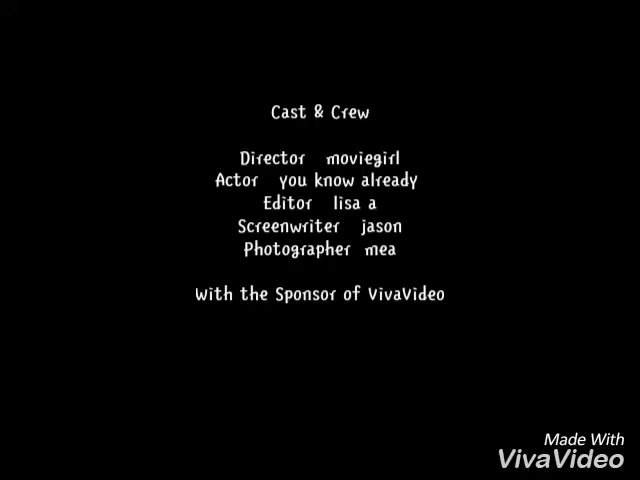 Cast & Crew
Director moviegirl
Actor you know already
Editor lisa a
Screenwriter jason
Photographer mea
With the Sponsor of VivaVideo
Made With
VivaVideo